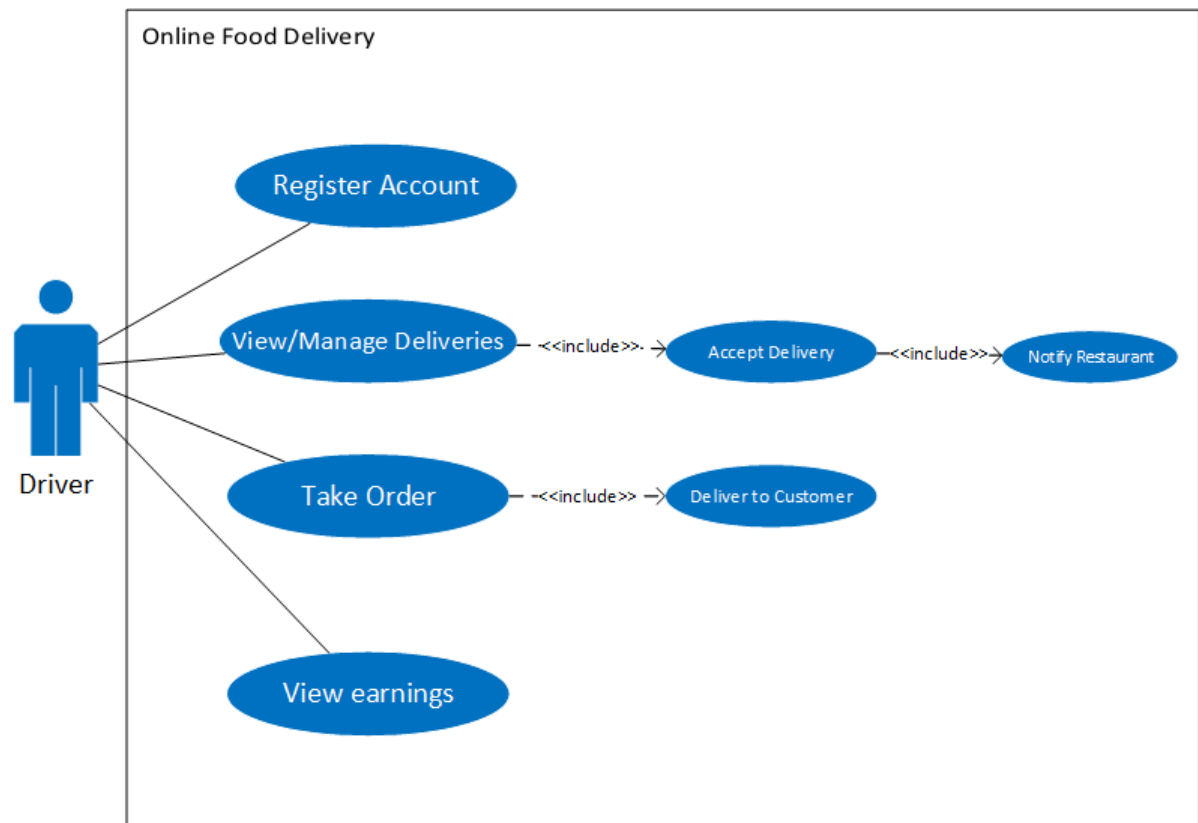 Online Food Delivery
Register Account
View/Manage Deliveries
<<include>>
Accept Delivery
<<include>>
Notify Restaurant
Driver
Take Order
<<include>>
Deliver to Customer
View earnings